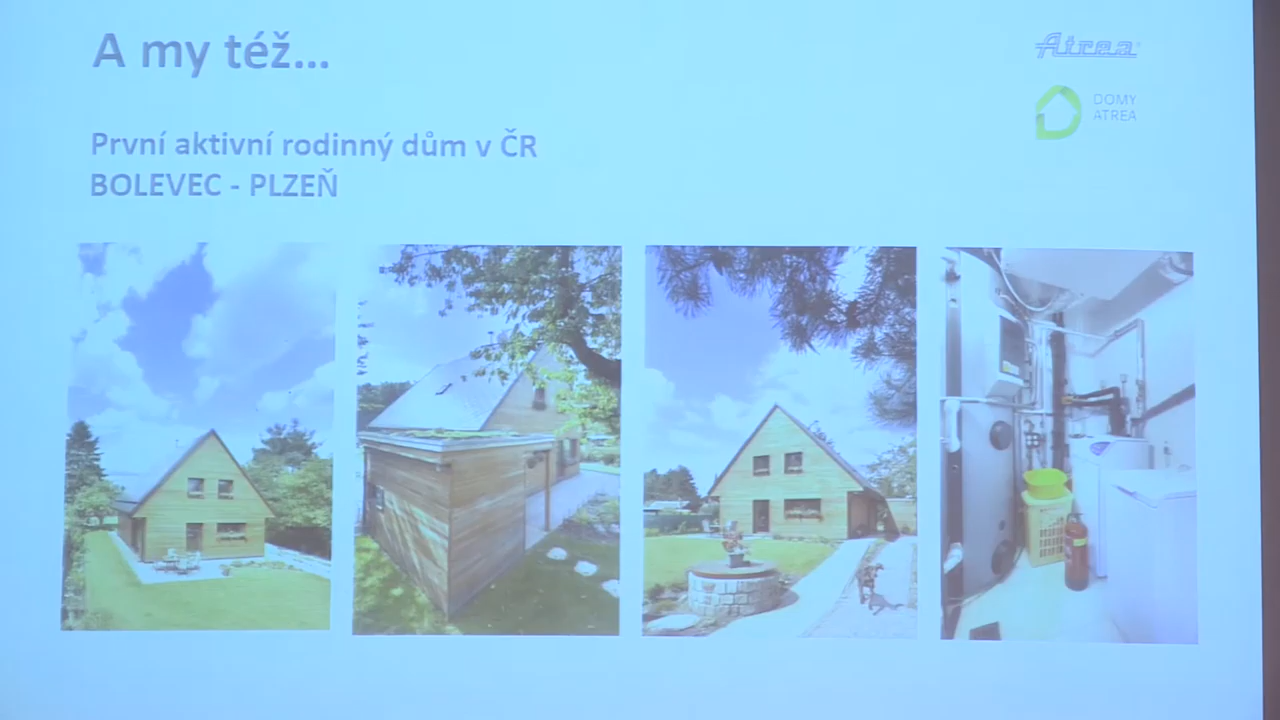 A my též...
Atrea
DOMY
ATREA
První aktivní rodinný dům v ČR
BOLEVEC - PLZEŇ